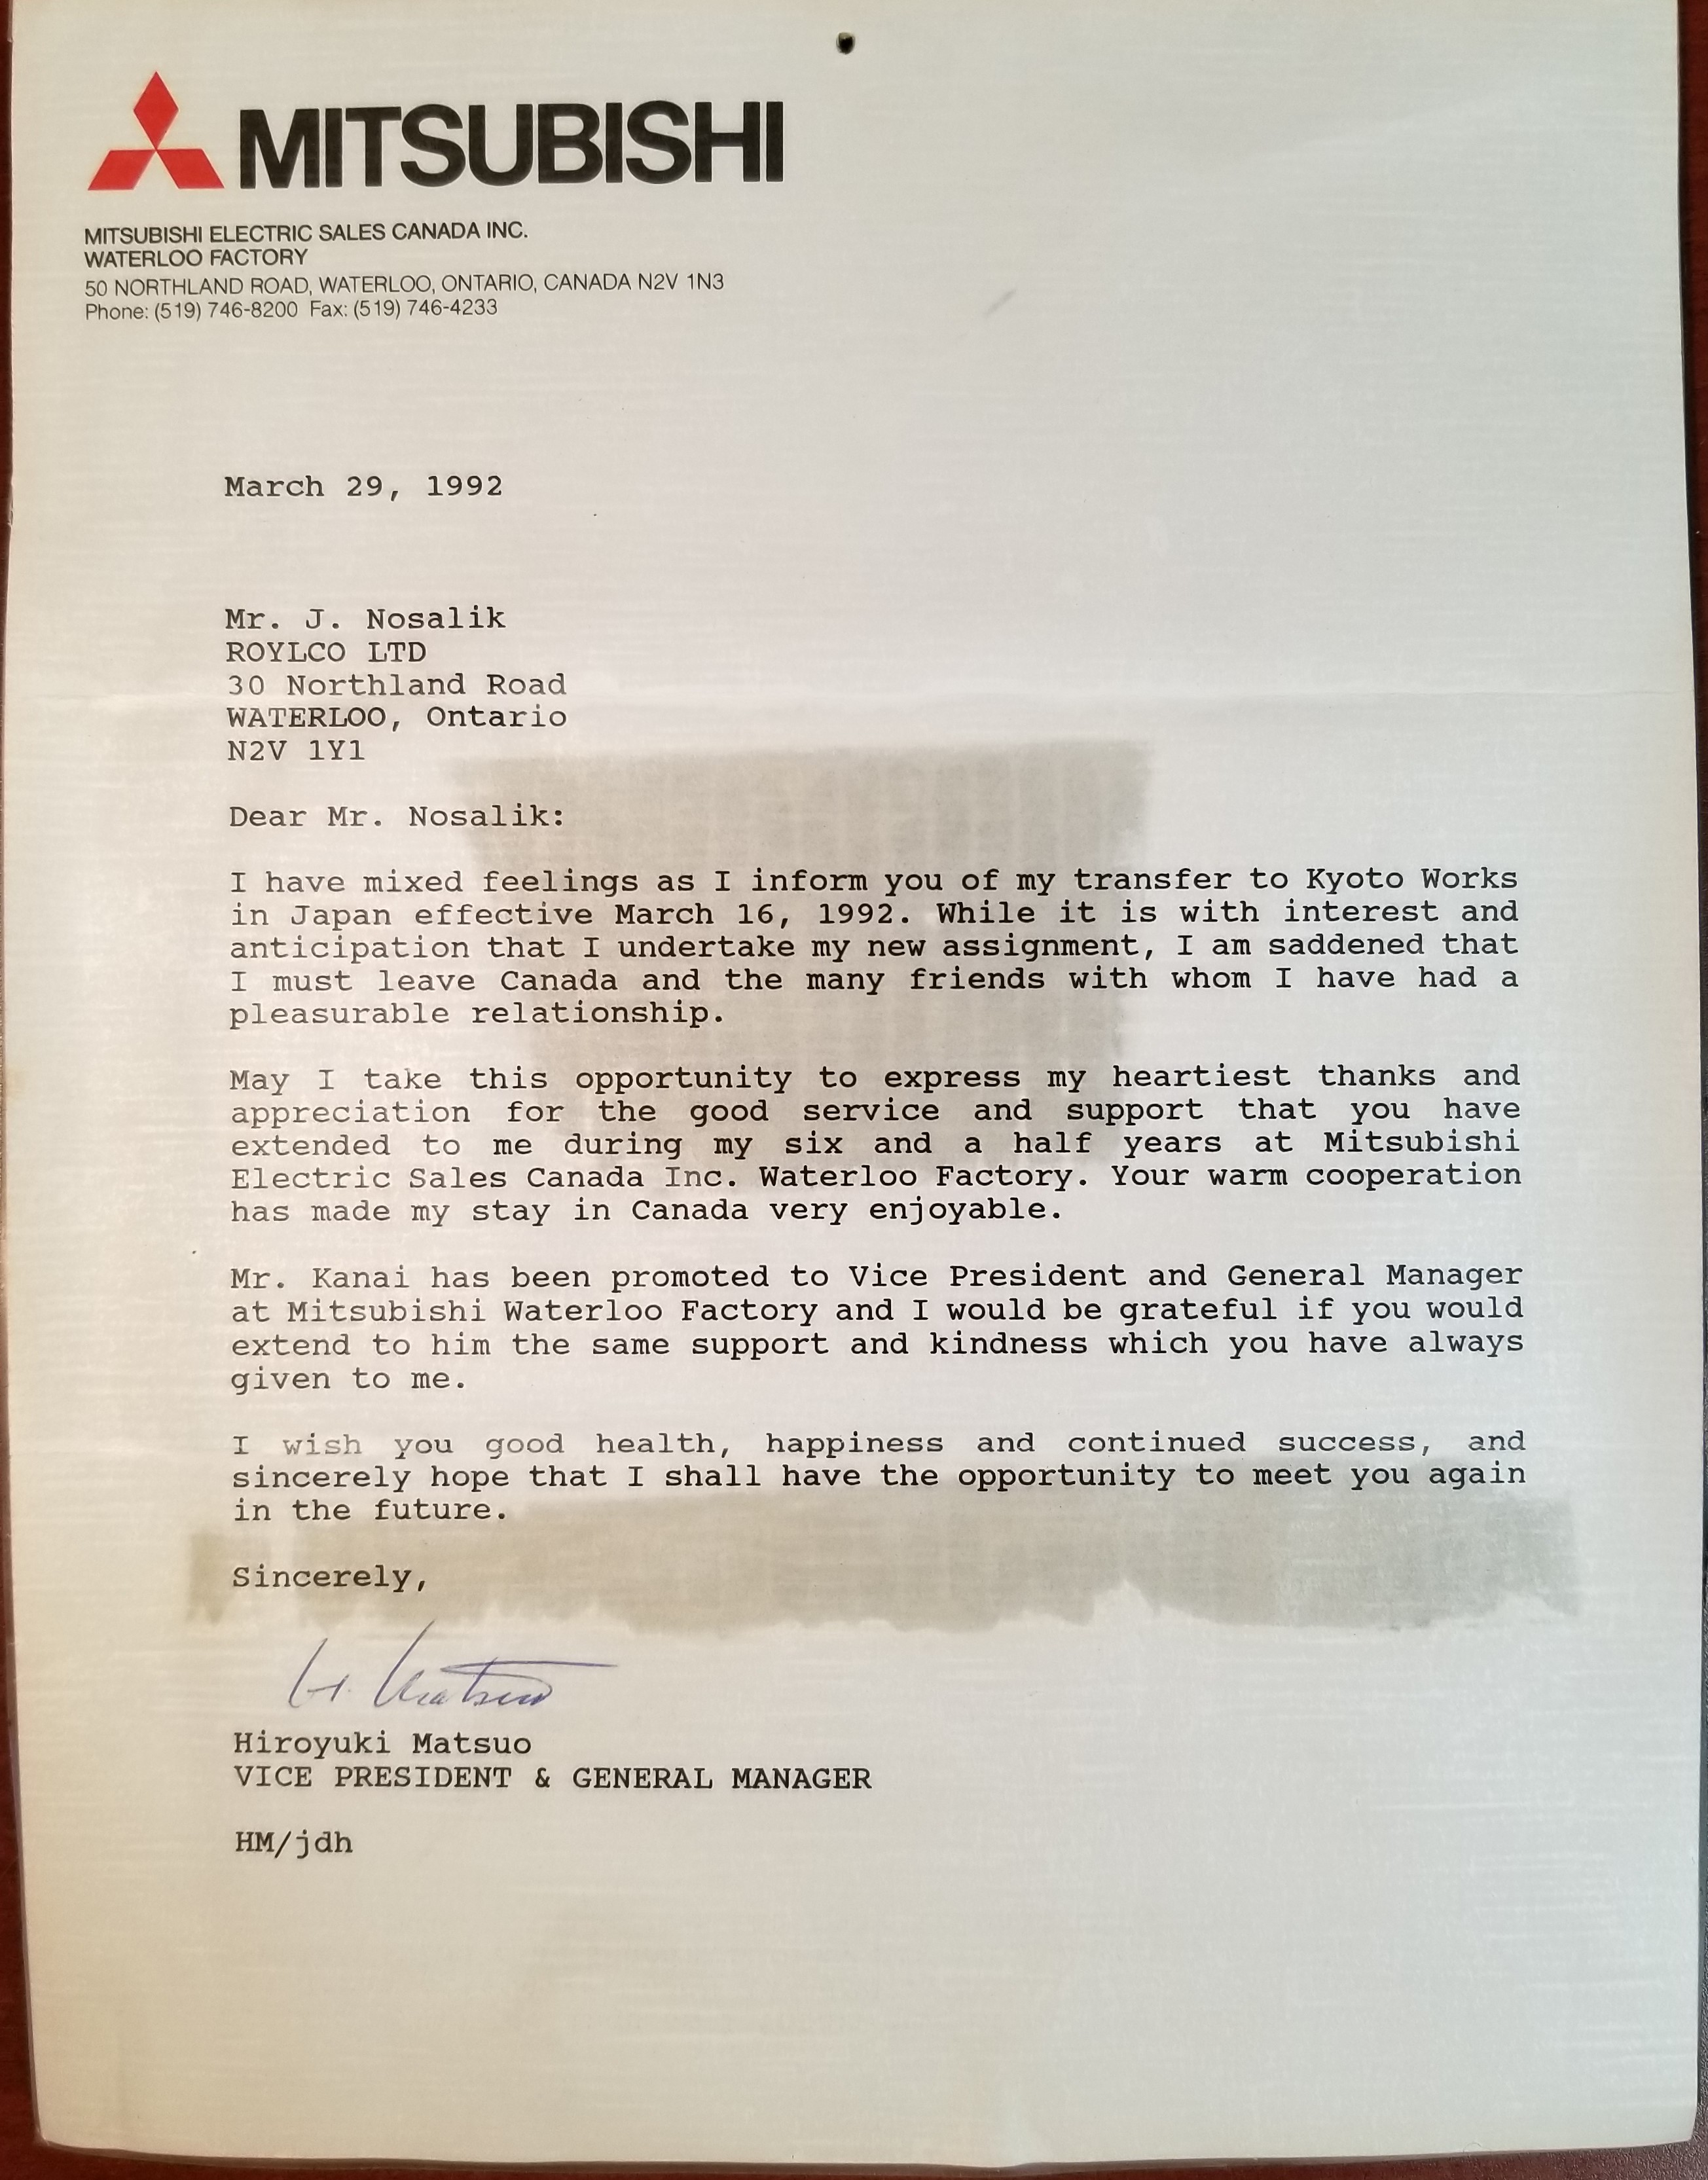 MITSUBISHI
MITSUBISHI ELECTRIC SALES CANADA INC.
WATERLOO FACTORY
50 NORTHLAND ROAD, WATERLOO, ONTARIO, CANADA N2V 1N3
Phone: (519) 746-8200 Fax: (519) 746-4233
March 29, 1992
Mr. J. Nosalik
ROYLCO LTD
30 Northland Road
WATERLOO, Ontario
N2V 1Y1
Dear Mr. Nosalik:
I have mixed feelings as I inform you of my transfer to Kyoto Works
in Japan effective March 16, 1992. While it is with interest and
anticipation that I undertake my new assignment, I am saddened that
I must leave Canada and the many friends with whom I have had a
pleasurable relationship.
May I take this opportunity to express my heartiest thanks and
appreciation for the good service and support that you have
extended to me during my six and a half years at Mitsubishi
Electric Sales Canada Inc. Waterloo Factory. Your warm cooperation
has made my stay in Canada very enjoyable.
Mr. Kanai has been promoted to Vice President and General Manager
at Mitsubishi Waterloo Factory and I would be grateful if you would
extend to him the same support and kindness which you have always
given to me.
I wish you good health, happiness and continued success, and
sincerely hope that I shall have the opportunity to meet you again
in the future.
Sincerely,
H. Matsuo
Hiroyuki Matsuo
VICE PRESIDENT & GENERAL MANAGER
HM/jdh